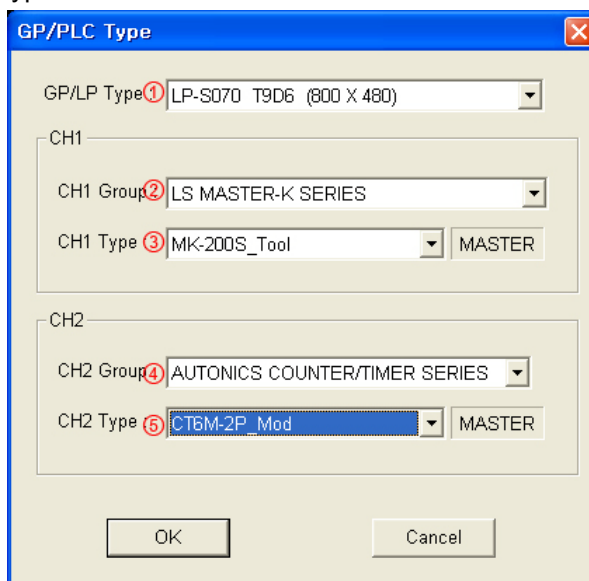 GP/PLC Type
GP/LP Type ① LP-S070 T9D6 (800 X 480)
CH1
CH1 Group ② LS MASTER-K SERIES
CH1 Type ③ MK-200S_Tool MASTER
CH2
CH2 Group ④ AUTONICS COUNTER/TIMER SERIES
CH2 Type ⑤ CT6M-2P_Mod MASTER
OK Cancel